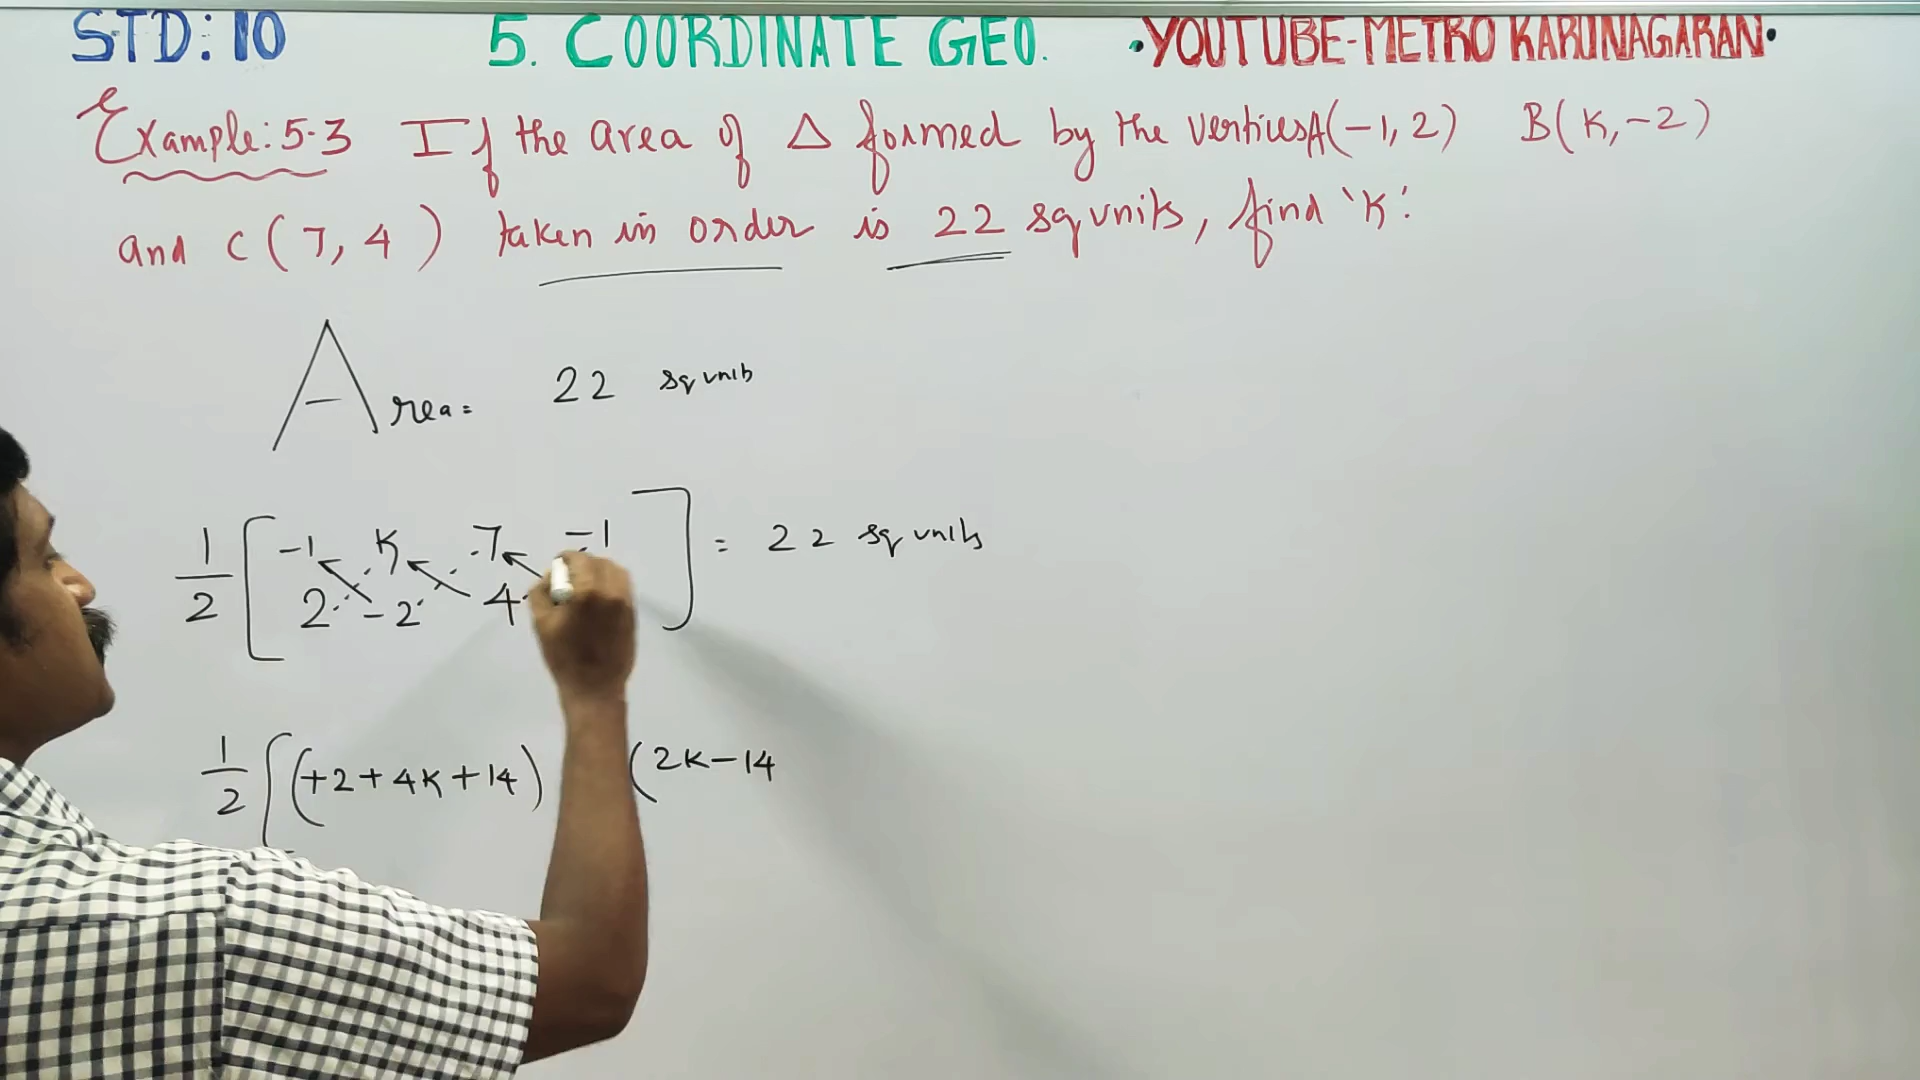 STD: 10 5. COORDINATE GEO. •YOUTUBE-METRO KARUNAGARAN•
Example: 5.3 If the area of Δ formed by the vertices A(-1, 2) B(K, -2)
and C(7, 4) taken in order is 22 sq units, find 'K'.
Area = 22 sq units
1/2 [ -1 K 7 -1 ] = 22 sq units
2 -2 4
1/2 [(+2+4K+14) (2K-14